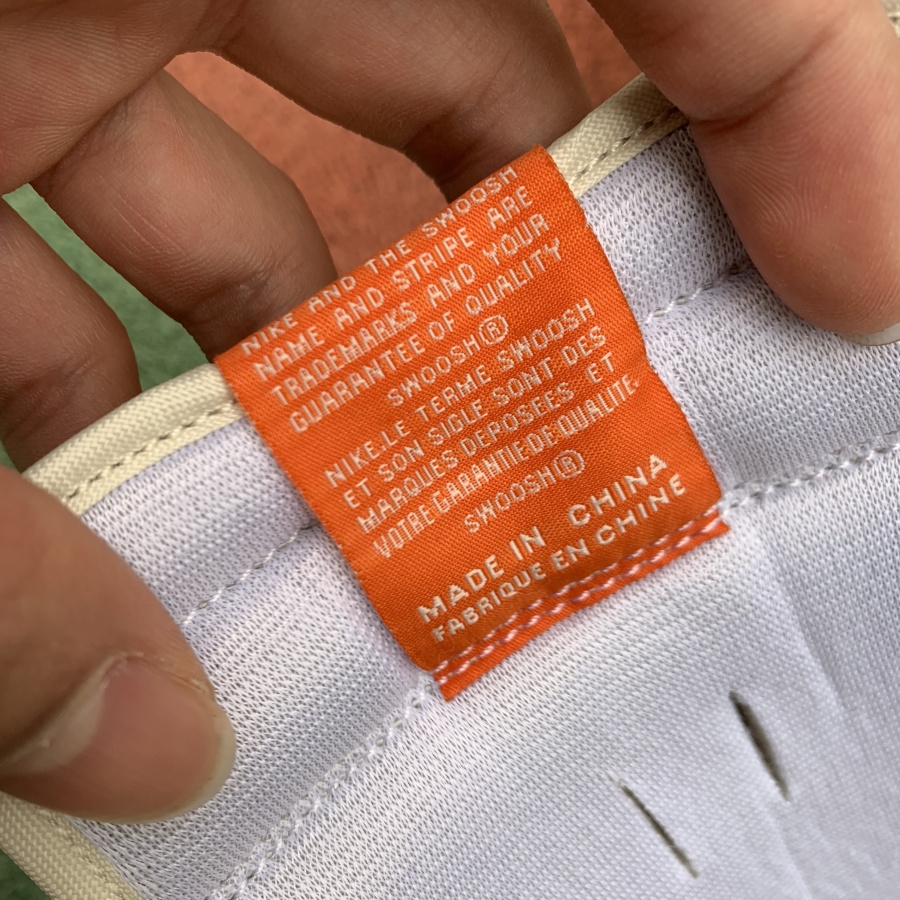 NIKE AND THE SWOOSH
NAME AND STRIPE ARE
TRADEMARKS AND YOUR
GUARANTEE OF QUALITY
SWOOSH®
NIKE.LE TERME SWOOSH
ET SON SIGLE SONT DES
MARQUES DEPOSEES ET
VOTRE GARANTIE DE QUALITE.
SWOOSH®
MADE IN CHINA
FABRIQUE EN CHINE